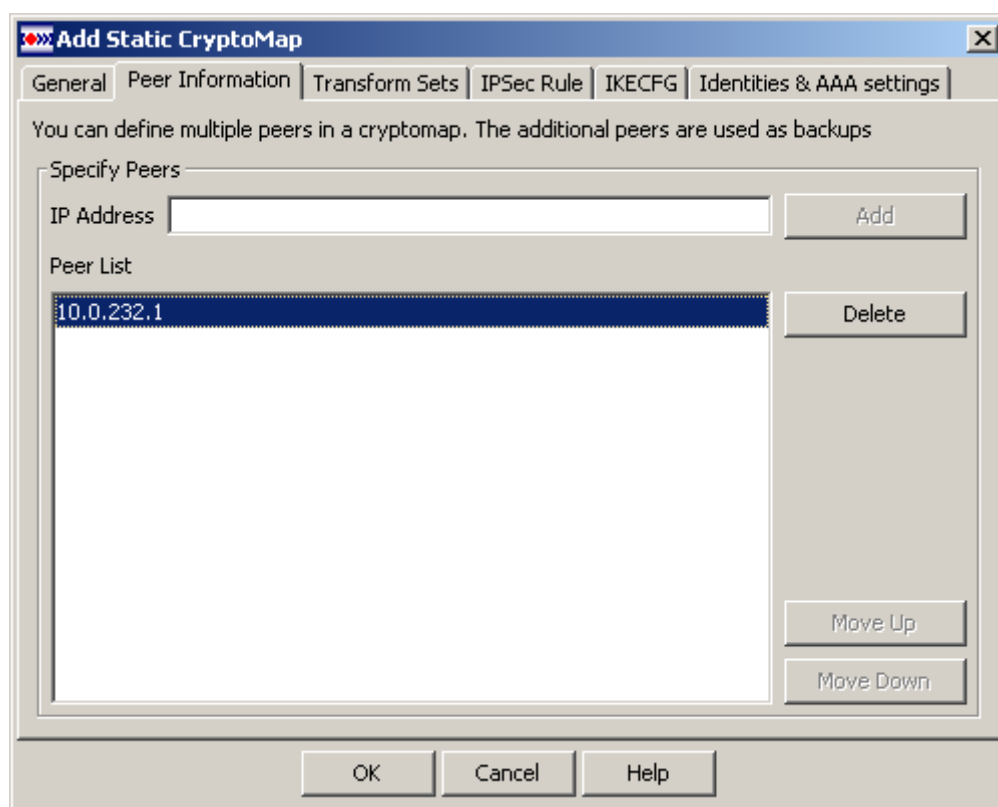 Add Static CryptoMap
General Peer Information Transform Sets IPSec Rule IKECFG Identities & AAA settings
You can define multiple peers in a cryptomap. The additional peers are used as backups
Specify Peers
IP Address Add
Peer List
10.0.232.1 Delete
Move Up
Move Down
OK Cancel Help